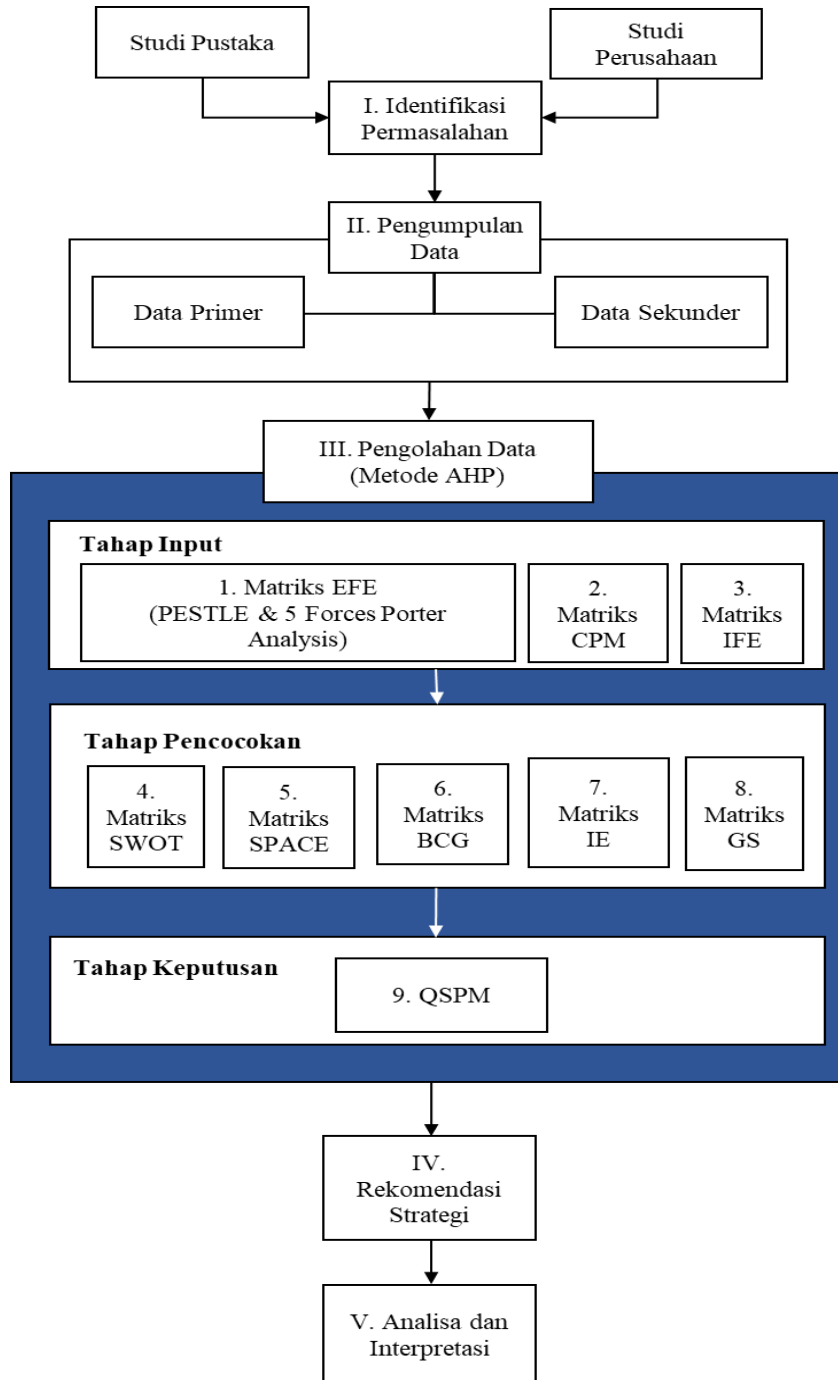 Studi Pustaka
Studi
Perusahaan
I. Identifikasi
Permasalahan
II. Pengumpulan
Data
Data Primer
Data Sekunder
III. Pengolahan Data
(Metode AHP)
Tahap Input
1. Matriks EFE
(PESTLE & 5 Forces Porter
Analysis)
2.
Matriks
CPM
3.
Matriks
IFE
Tahap Pencocokan
4.
Matriks
SWOT
5.
Matriks
SPACE
6.
Matriks
BCG
7.
Matriks
IE
8.
Matriks
GS
Tahap Keputusan
9. QSPM
IV.
Rekomendasi
Strategi
V. Analisa dan
Interpretasi